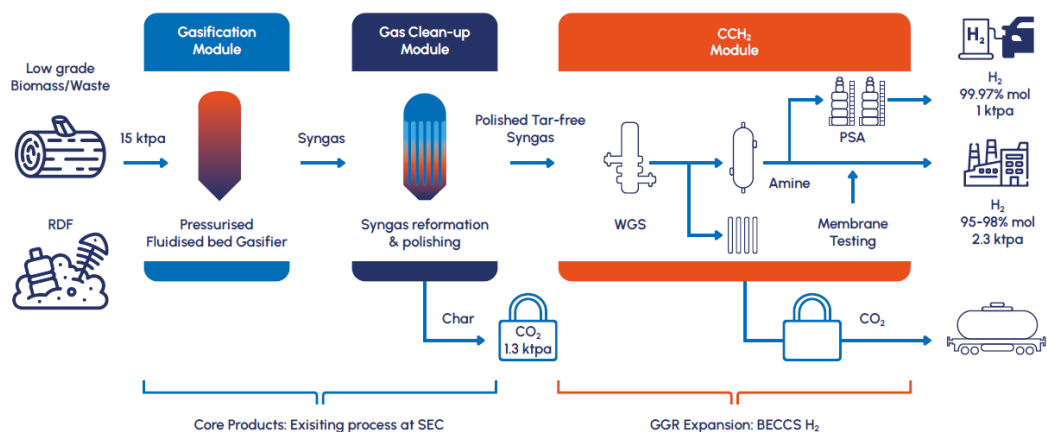 Low grade
Biomass/Waste
15 ktpa
RDF
Gasification
Module
Pressurised
Fluidised bed Gasifier
Syngas
Gas Clean-up
Module
Syngas reformation
& polishing
Char
CO₂
1.3 ktpa
Polished Tar-free
Syngas
CCH₂
Module
WGS
Amine
PSA
Membrane
Testing
CO₂
H₂
H₂
99.97% mol
1 ktpa
H₂
95-98% mol
2.3 ktpa
Core Products: Exisiting process at SEC
GGR Expansion: BECCS H₂